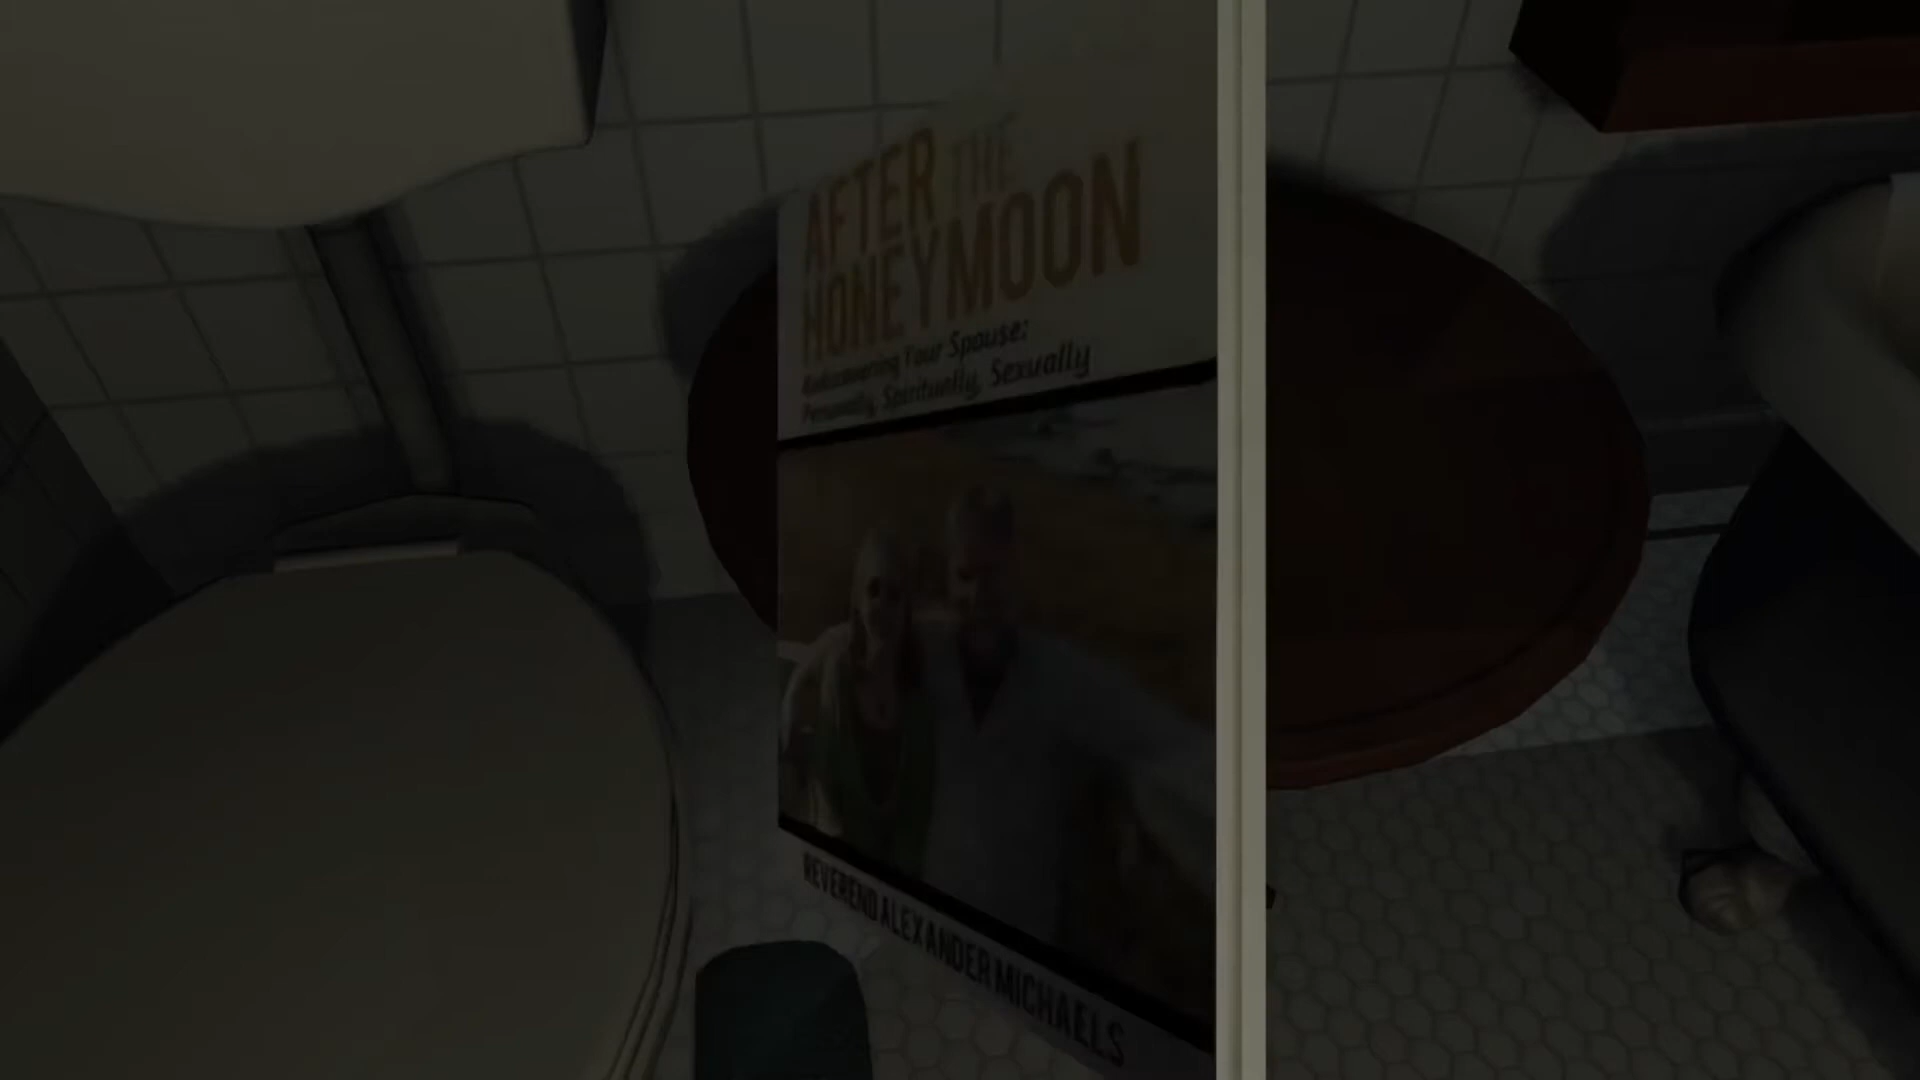 AFTER THE
HONEYMOON
Rediscovering Your Spouse:
Personally, Spiritually, Sexually
REVEREND ALEXANDER MICHAELS